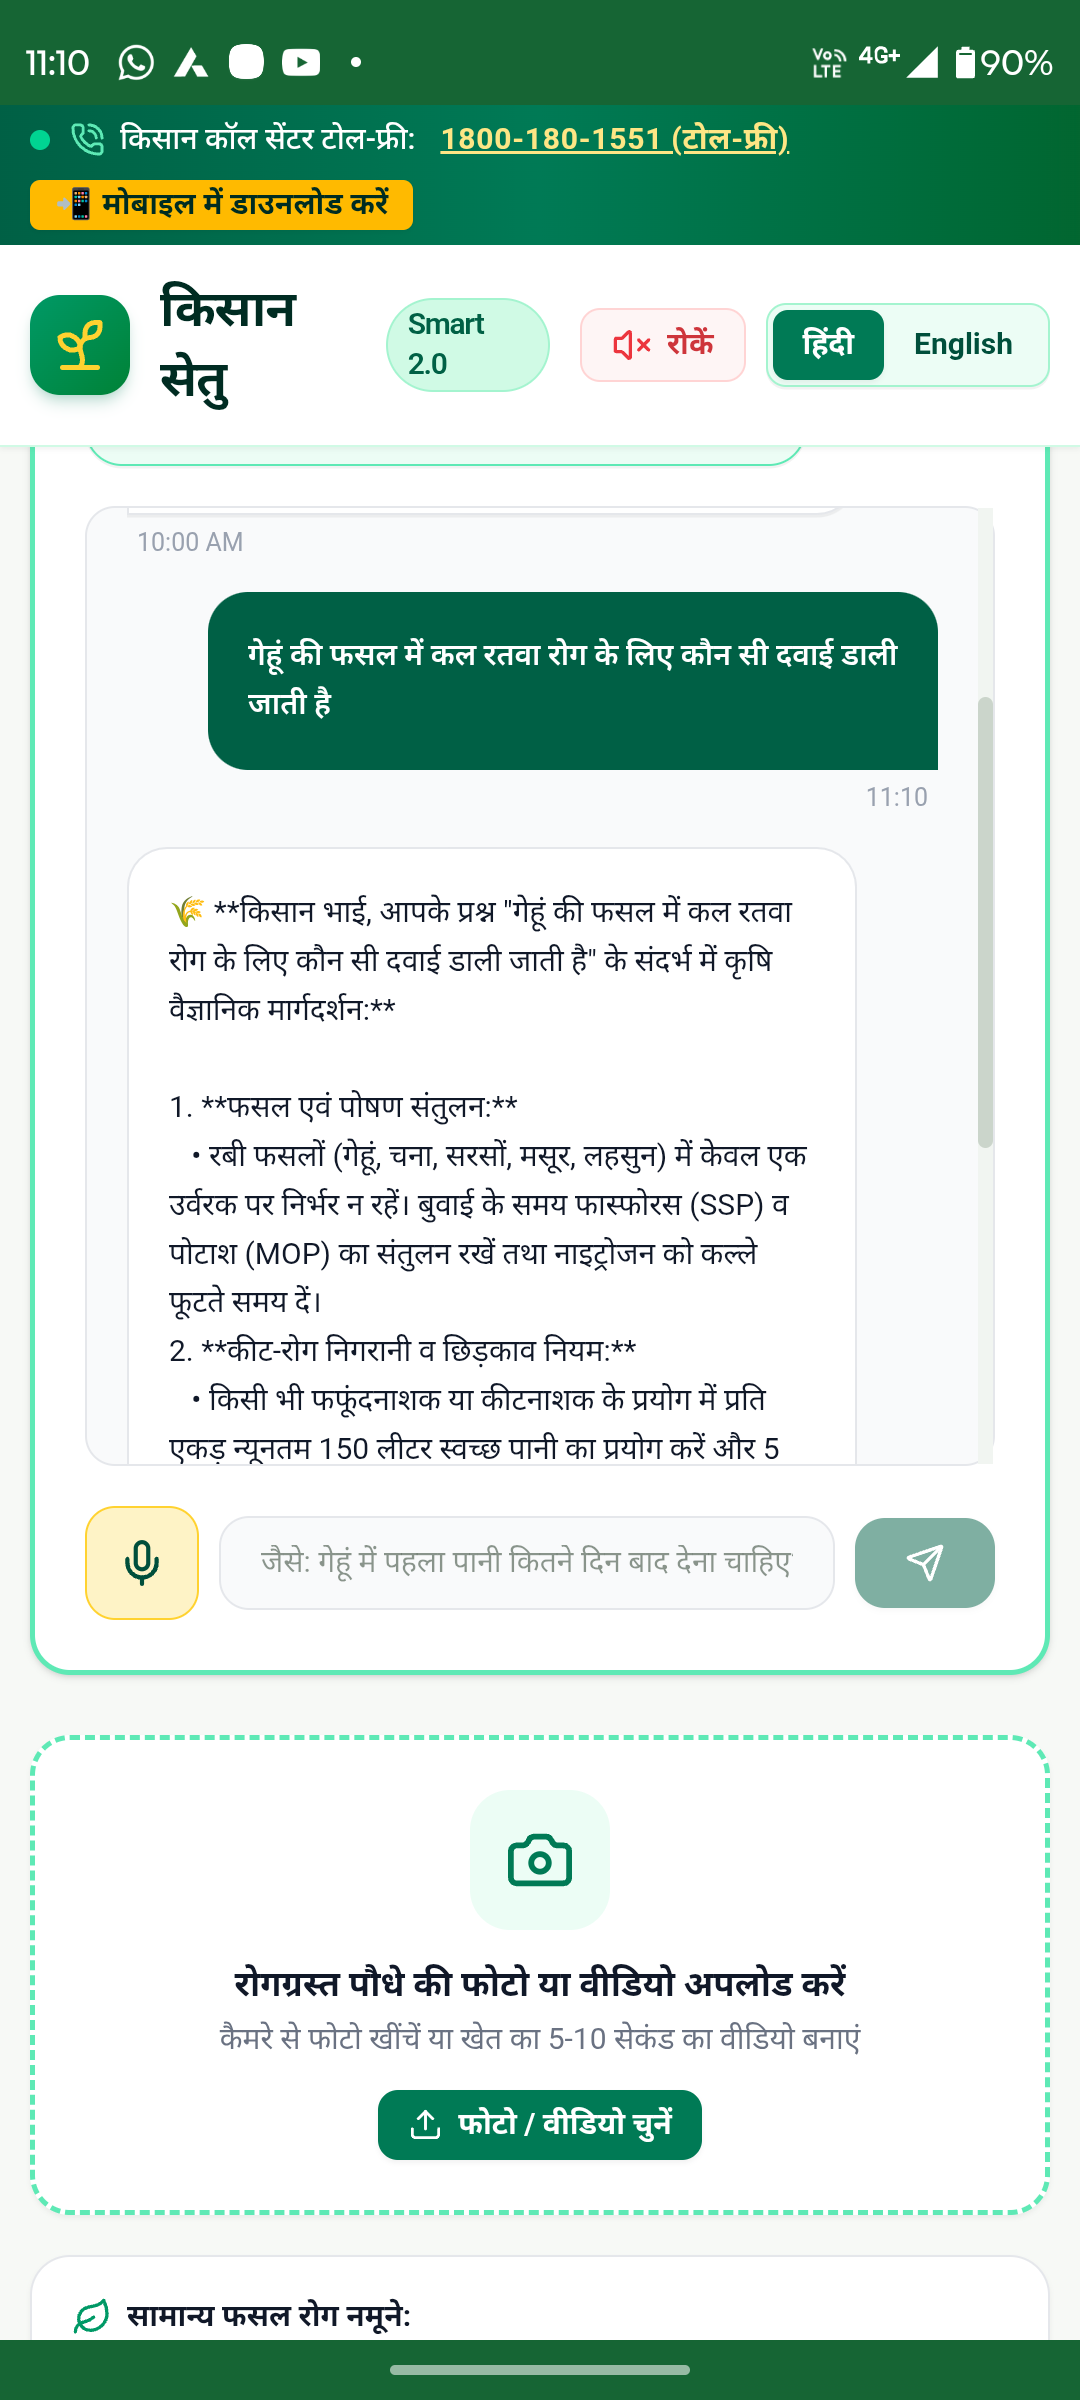 11:10
Vo LTE 4G+ 90%
किसान कॉल सेंटर टोल-फ्री: 1800-180-1551 (टोल-फ्री)
मोबाइल में डाउनलोड करें
किसान सेतु
Smart 2.0
रोकें
हिंदी English
10:00 AM
गेहूं की फसल में कल रतवा रोग के लिए कौन सी दवाई डाली
जाती है
11:10
🌾 **किसान भाई, आपके प्रश्न "गेहूं की फसल में कल रतवा
रोग के लिए कौन सी दवाई डाली जाती है" के संदर्भ में कृषि
वैज्ञानिक मार्गदर्शन:**
1. **फसल एवं पोषण संतुलन:**
• रबी फसलों (गेहूं, चना, सरसों, मसूर, लहसुन) में केवल एक
उर्वरक पर निर्भर न रहें। बुवाई के समय फास्फोरस (SSP) व
पोटाश (MOP) का संतुलन रखें तथा नाइट्रोजन को कल्ले
फूटते समय दें।
2. **कीट-रोग निगरानी व छिड़काव नियम:**
• किसी भी फफूंदनाशक या कीटनाशक के प्रयोग में प्रति
एकड़ न्यूनतम 150 लीटर स्वच्छ पानी का प्रयोग करें और 5
जैसे: गेहूं में पहला पानी कितने दिन बाद देना चाहिए
रोगग्रस्त पौधे की फोटो या वीडियो अपलोड करें
कैमरे से फोटो खींचें या खेत का 5-10 सेकंड का वीडियो बनाएं
फोटो / वीडियो चुनें
सामान्य फसल रोग नमूने: